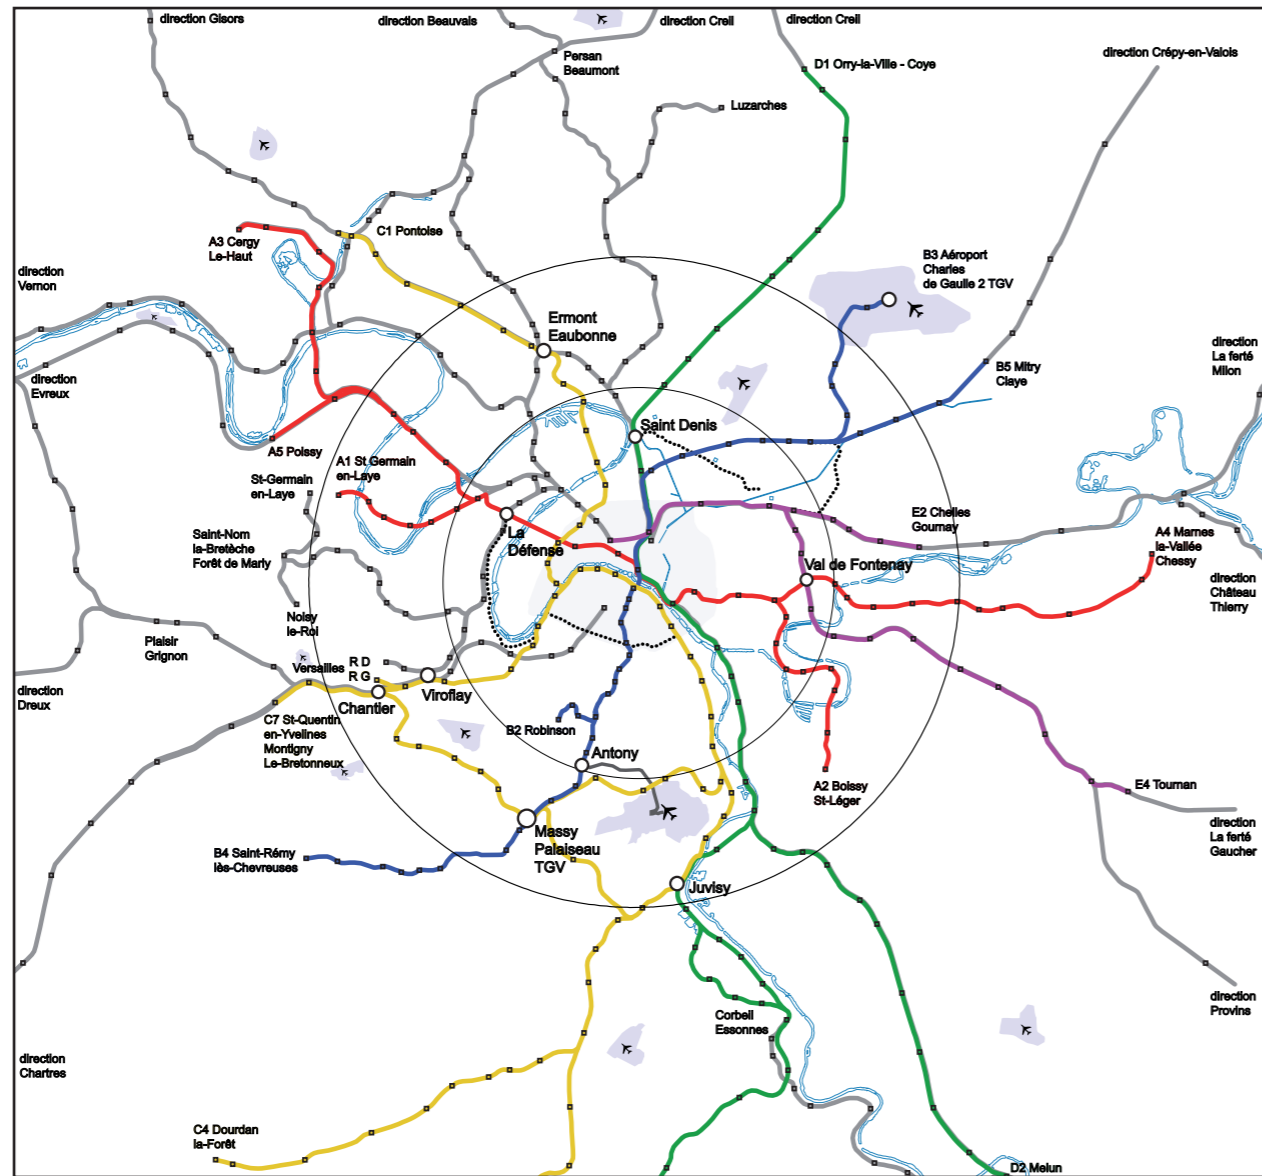 direction Gisors
direction Beauvais
direction Creil
direction Creil
direction Crépy-en-Valois
Persan
Beaumont
D1 Orry-la-Ville - Coye
Luzarches
A3 Cergy
Le-Haut
C1 Pontoise
B3 Aéroport
Charles
de Gaulle 2 TGV
direction
Vernon
Ermont
Eaubonne
direction
La ferté
Milon
direction
Evreux
B5 Mitry
Claye
Saint Denis
A5 Poissy
A1 St Germain
en-Laye
St-Germain
en-Laye
E2 Chelles
Gournay
A4 Marnes
la-Vallée
Chessy
La
Défense
Saint-Nom
la-Bretèche
Forêt de Marly
Val de Fontenay
direction
Château
Thierry
Noisy
le-Roi
Plaisir
Grignon
Versailles
R D
R G
Viroflay
Chantier
direction
Dreux
C7 St-Quentin
en-Yvelines
Montigny
Le-Bretonneux
B2 Robinson
Antony
A2 Boissy
St-Léger
E4 Tournan
direction
La ferté
Gaucher
Massy
Palaiseau
TGV
B4 Saint-Rémy
lès-Chevreuses
Juvisy
direction
Provins
Corbeil
Essonnes
direction
Chartres
C4 Dourdan
la-Forêt
D2 Melun